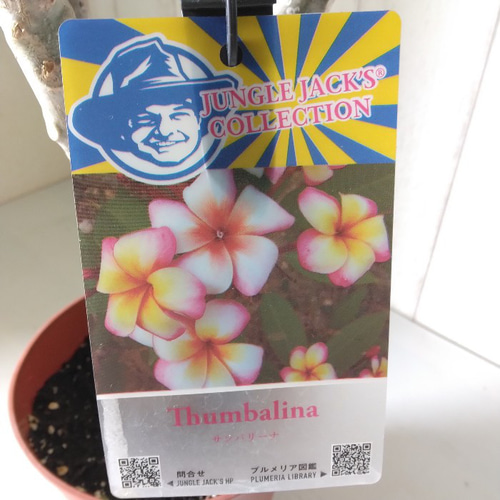 JUNGLE JACK'S®
COLLECTION
Thumbalina
サンバリーナ
問合せ
◀ JUNGLE JACK'S HP
プルメリア図鑑
PLUMERIA LIBRARY ▶